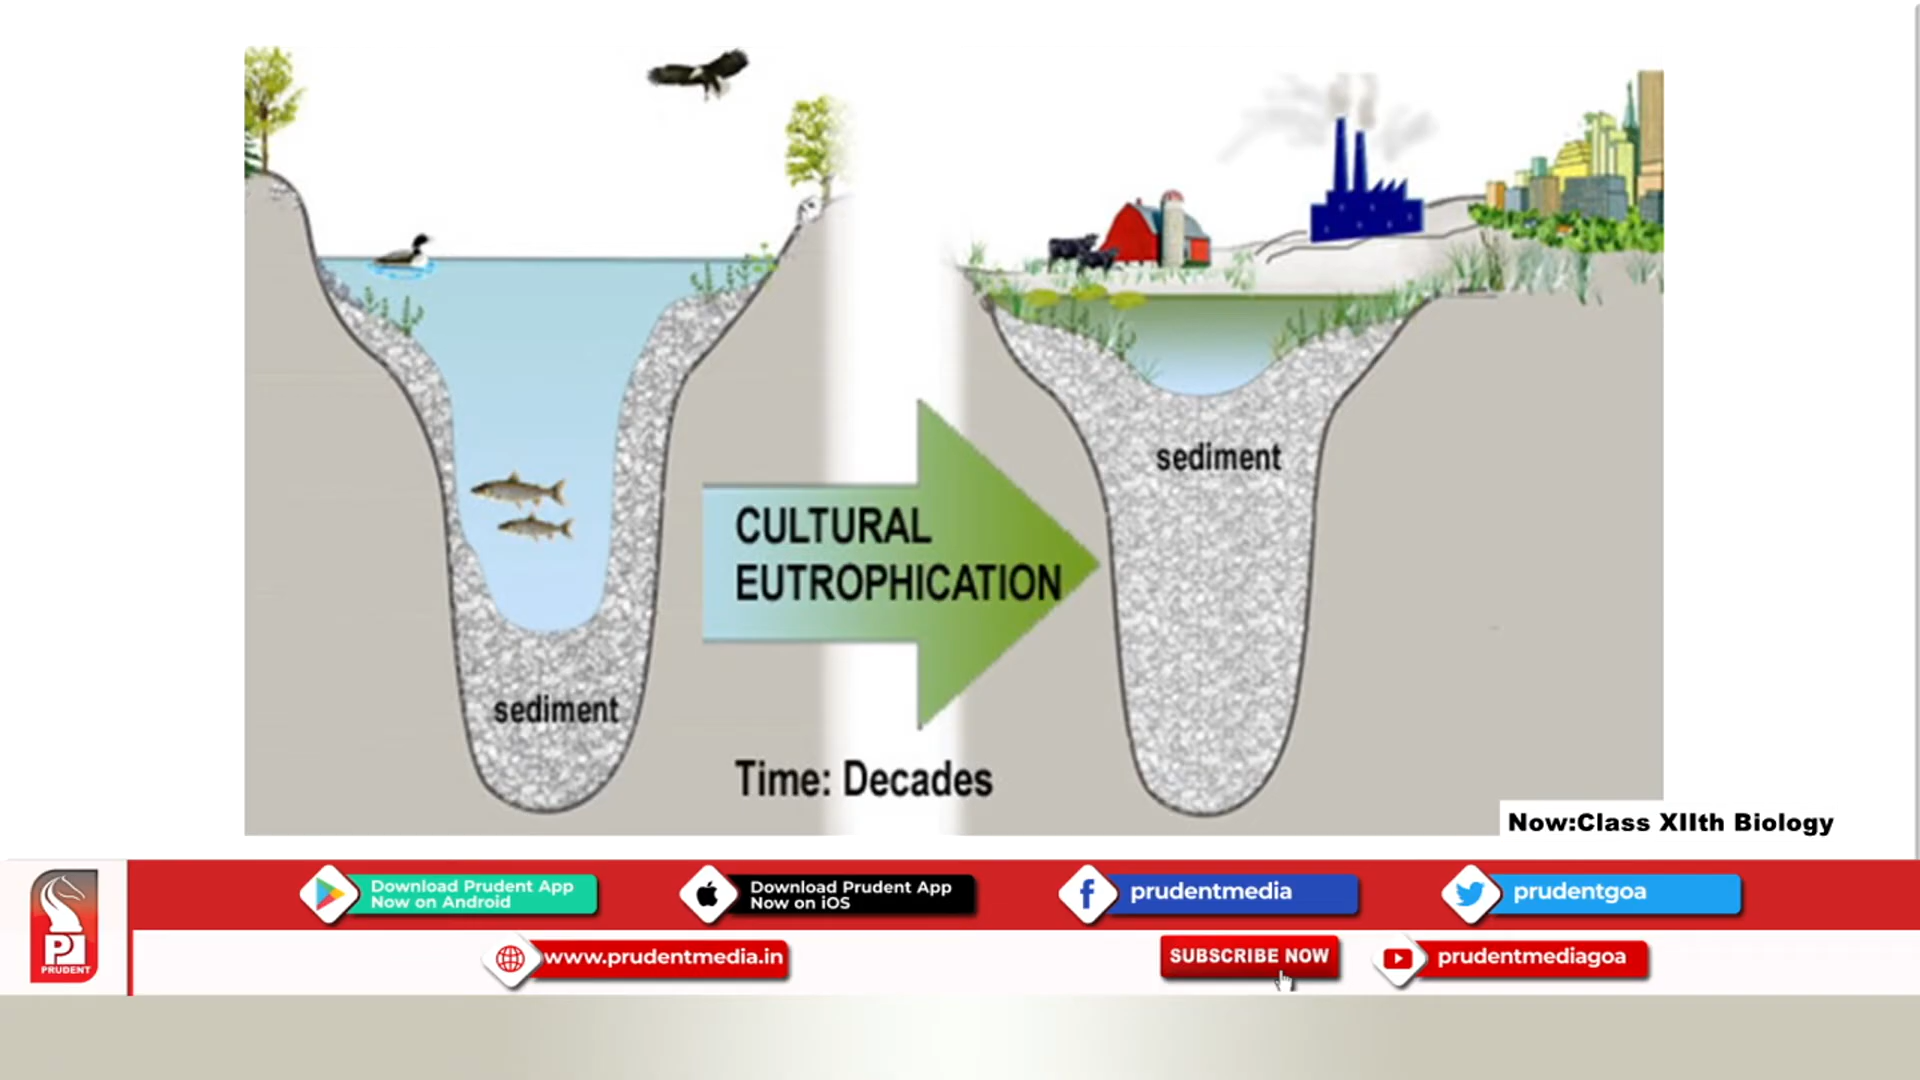 CULTURAL
EUTROPHICATION
sediment
sediment
Time: Decades
Now:Class XIIth Biology
Download Prudent App
Now on Android
Download Prudent App
Now on iOS
prudentmedia
prudentgoa
PRUDENT
www.prudentmedia.in
SUBSCRIBE NOW
prudentmediagoa